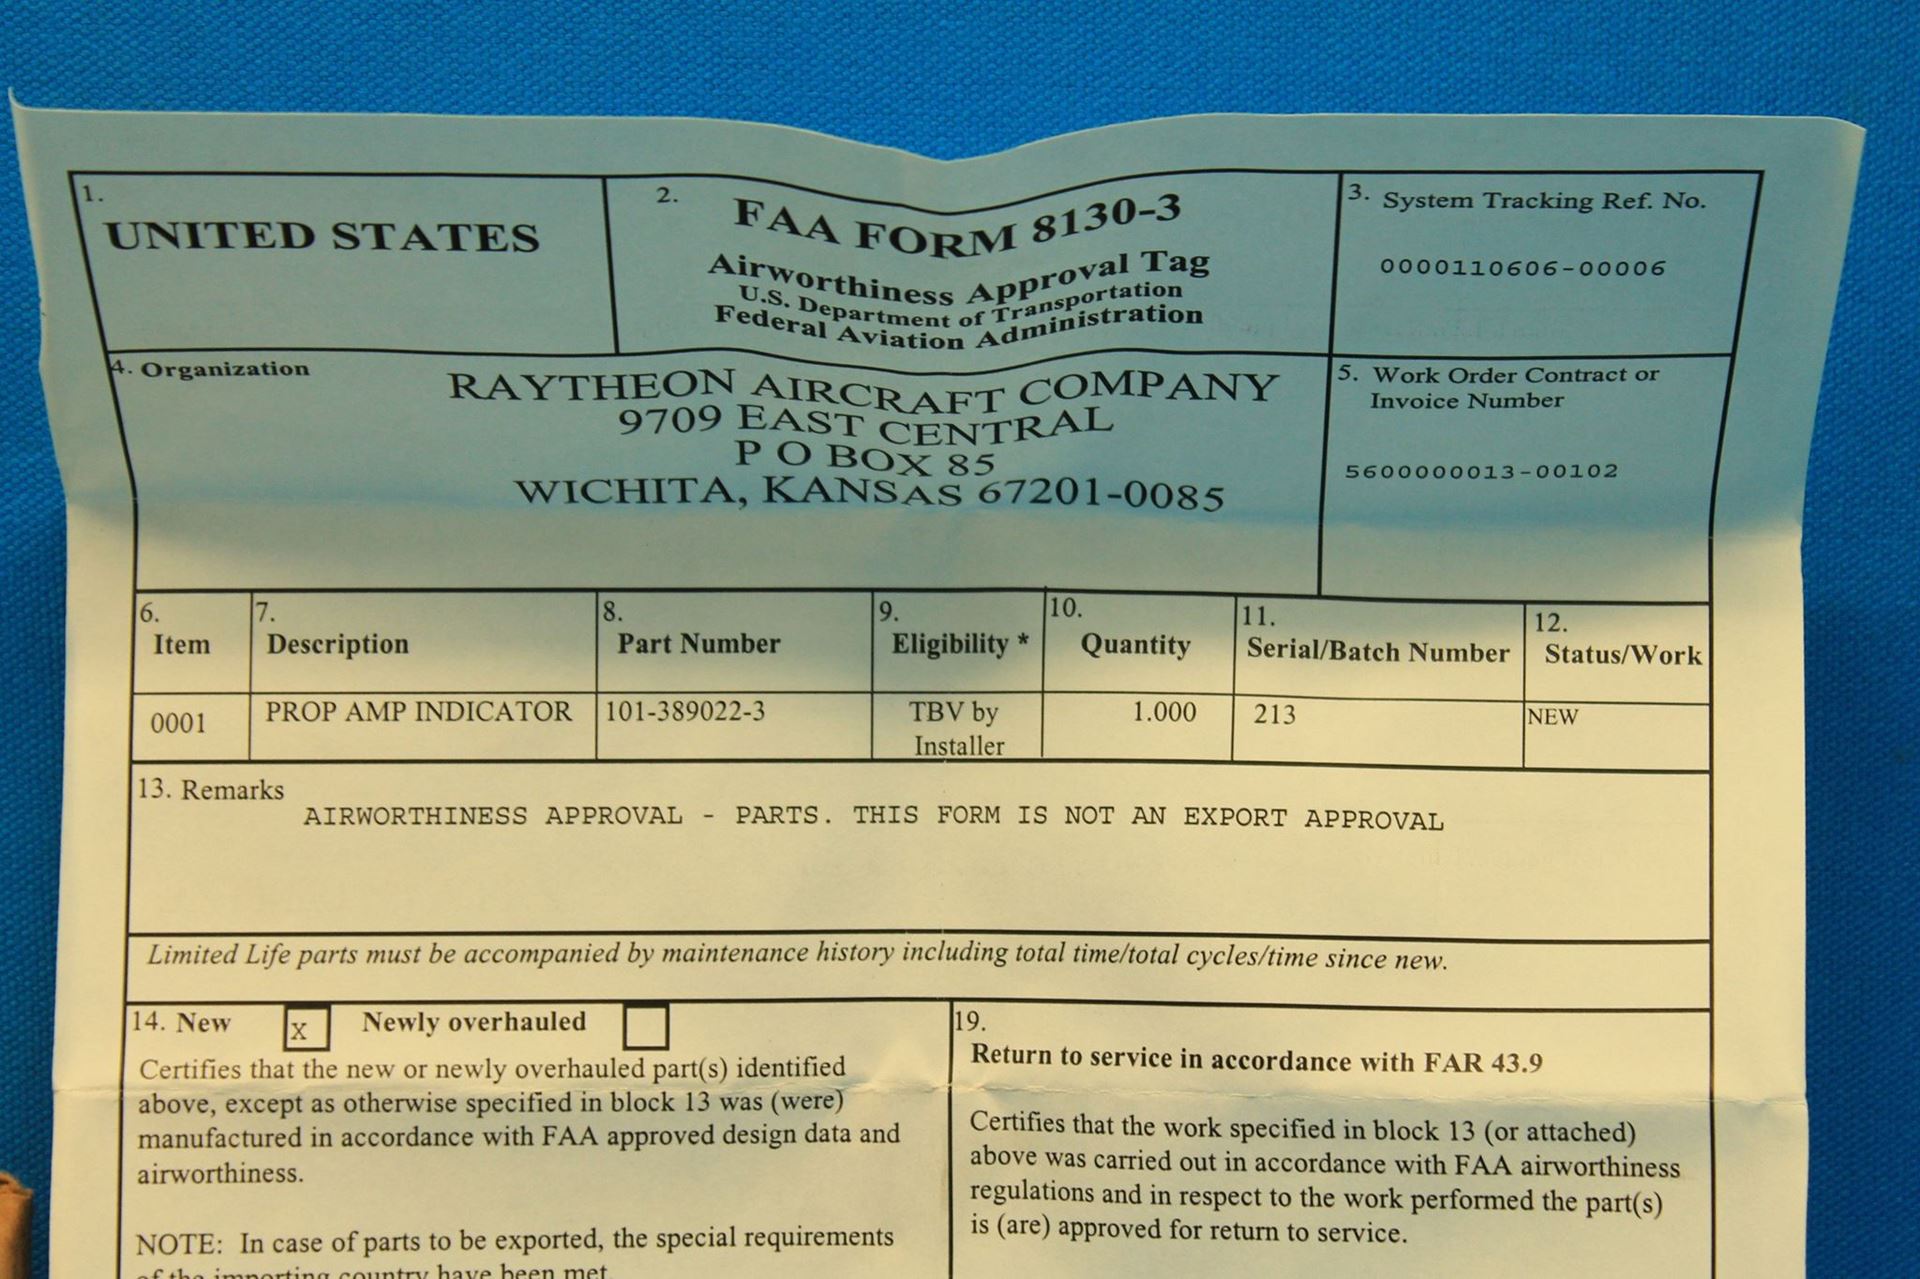 1.
UNITED STATES
2.
FAA FORM 8130-3
Airworthiness Approval Tag
U.S. Department of Transportation
Federal Aviation Administration
3. System Tracking Ref. No.
0000110606-00006
4. Organization
RAYTHEON AIRCRAFT COMPANY
9709 EAST CENTRAL
P O BOX 85
WICHITA, KANSAS 67201-0085
5. Work Order Contract or
Invoice Number
5600000013-00102
6.
Item
7.
Description
8.
Part Number
9.
Eligibility *
10.
Quantity
11.
Serial/Batch Number
12.
Status/Work
0001
PROP AMP INDICATOR
101-389022-3
TBV by
Installer
1.000
213
NEW
13. Remarks
AIRWORTHINESS APPROVAL - PARTS. THIS FORM IS NOT AN EXPORT APPROVAL
Limited Life parts must be accompanied by maintenance history including total time/total cycles/time since new.
14. New X Newly overhauled
Certifies that the new or newly overhauled part(s) identified
above, except as otherwise specified in block 13 was (were)
manufactured in accordance with FAA approved design data and
airworthiness.
NOTE: In case of parts to be exported, the special requirements
of the importing country have been met.
19.
Return to service in accordance with FAR 43.9
Certifies that the work specified in block 13 (or attached)
above was carried out in accordance with FAA airworthiness
regulations and in respect to the work performed the part(s)
is (are) approved for return to service.